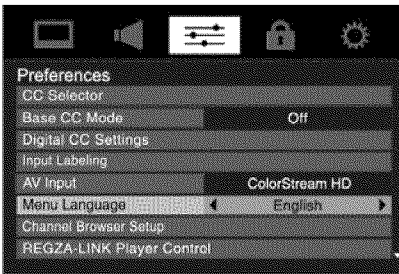 Preferences
CC Selector
Base CC Mode Off
Digital CC Settings
Input Labeling
AV Input ColorStream HD
Menu Language English
Channel Browser Setup
REGZA-LINK Player Control